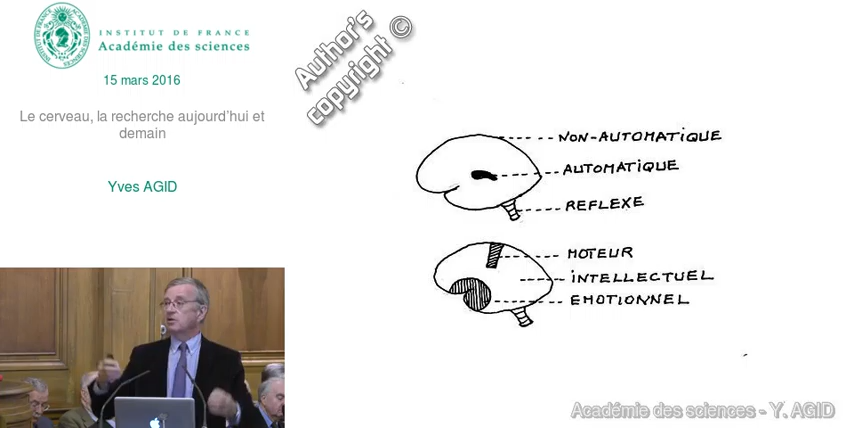 INSTITUT DE FRANCE
Académie des sciences
15 mars 2016
Le cerveau, la recherche aujourd'hui et
demain
Yves AGID
Author's
copyright ©
NON-AUTOMATIQUE
AUTOMATIQUE
REFLEXE
MOTEUR
INTELLECTUEL
EMOTIONNEL
Académie des sciences - Y. AGID